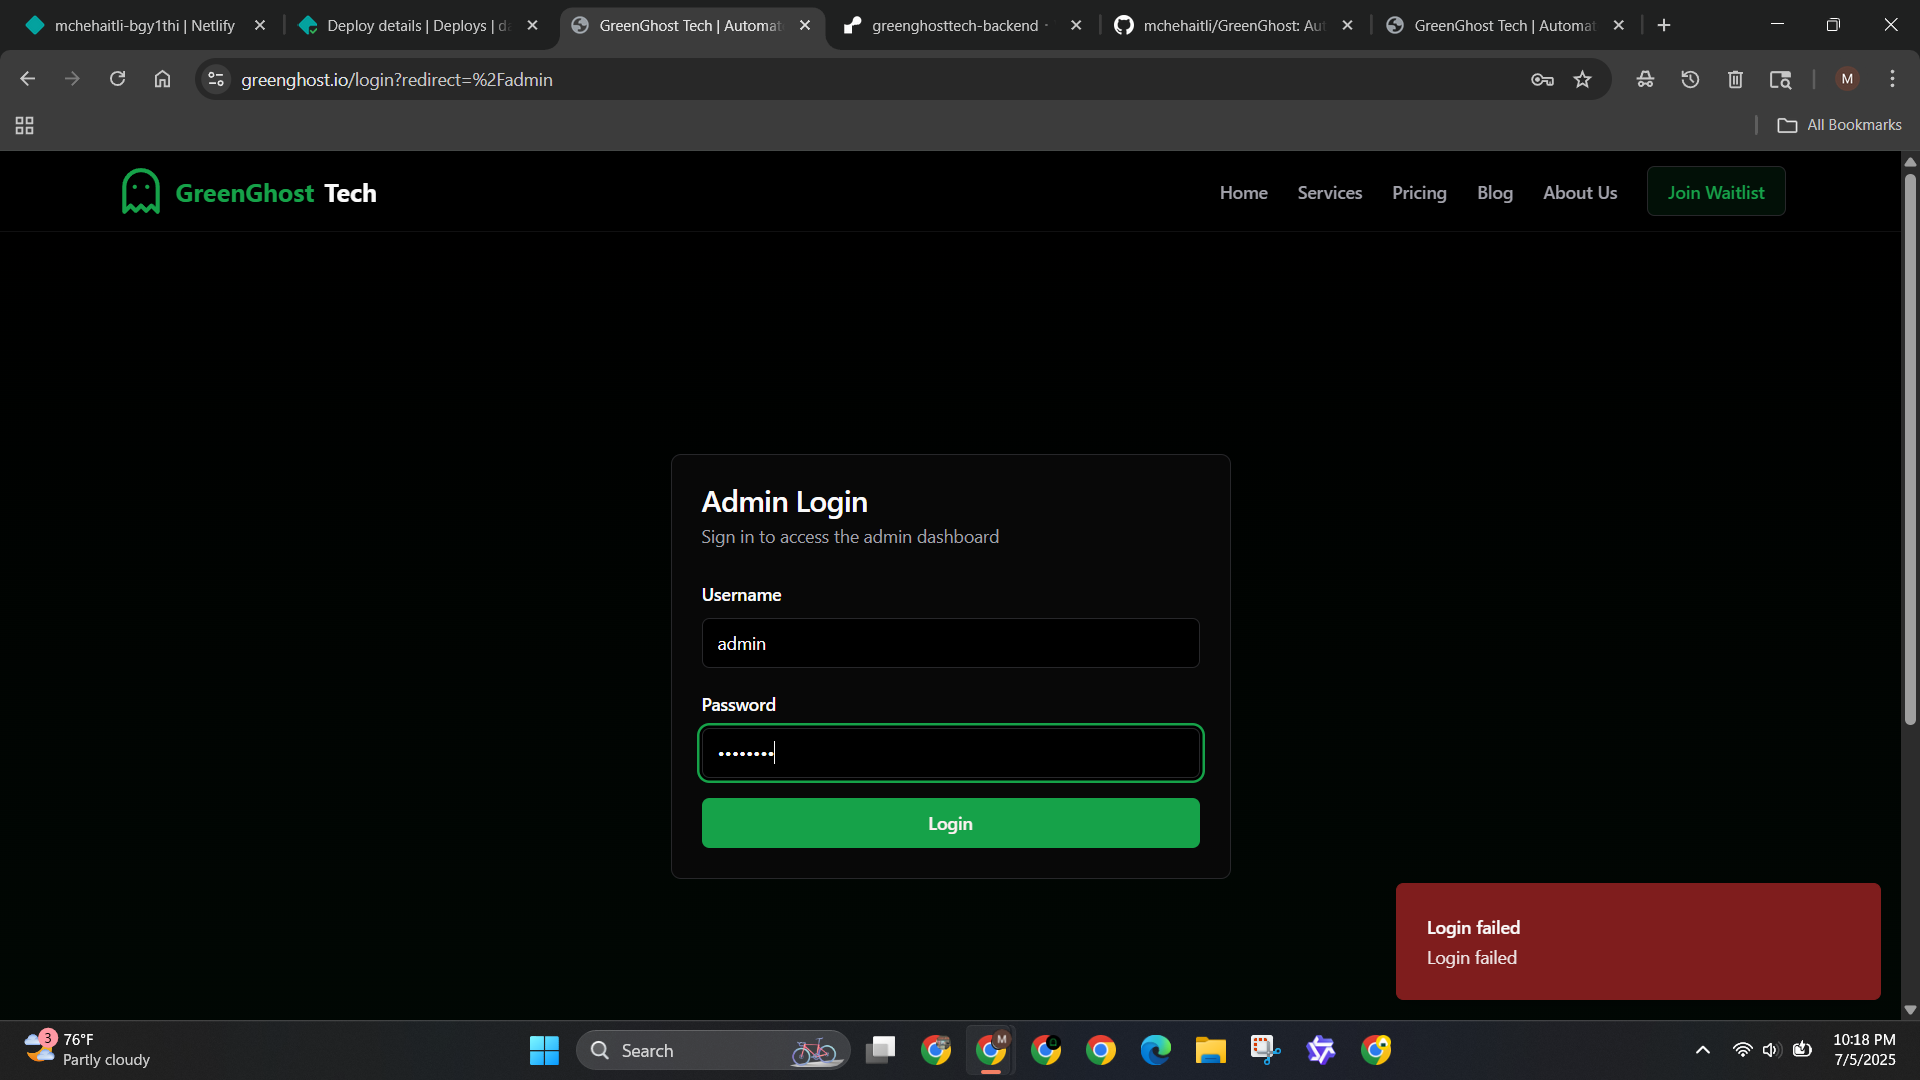 mchehaitli-bgy1thi | Netlify
Deploy details | Deploys | da
GreenGhost Tech | Automat
greenghosttech-backend ·
mchehaitli/GreenGhost: Aut
GreenGhost Tech | Automat
greenghost.io/login?redirect=%2Fadmin
M
All Bookmarks
GreenGhost Tech
Home
Services
Pricing
Blog
About Us
Join Waitlist
Admin Login
Sign in to access the admin dashboard
Username
admin
Password
••••••••
Login
Login failed
Login failed
3
76°F
Partly cloudy
Search
M
D
10:18 PM
7/5/2025